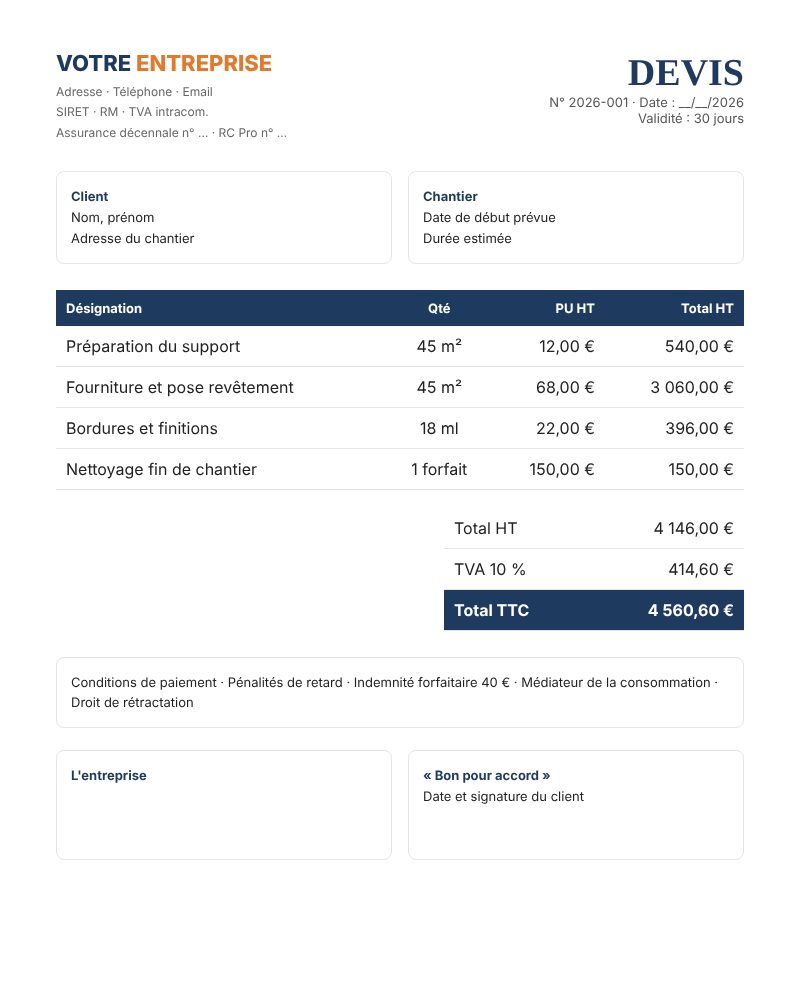 VOTRE ENTREPRISE
Adresse · Téléphone · Email
SIRET · RM · TVA intracom.
Assurance décennale n° ... · RC Pro n° ...
DEVIS
N° 2026-001 · Date : __/__/2026
Validité : 30 jours
Client
Nom, prénom
Adresse du chantier
Chantier
Date de début prévue
Durée estimée
Désignation Qté PU HT Total HT
Préparation du support 45 m² 12,00 € 540,00 €
Fourniture et pose revêtement 45 m² 68,00 € 3 060,00 €
Bordures et finitions 18 ml 22,00 € 396,00 €
Nettoyage fin de chantier 1 forfait 150,00 € 150,00 €
Total HT 4 146,00 €
TVA 10 % 414,60 €
Total TTC 4 560,60 €
Conditions de paiement · Pénalités de retard · Indemnité forfaitaire 40 € · Médiateur de la consommation ·
Droit de rétractation
L'entreprise
« Bon pour accord »
Date et signature du client